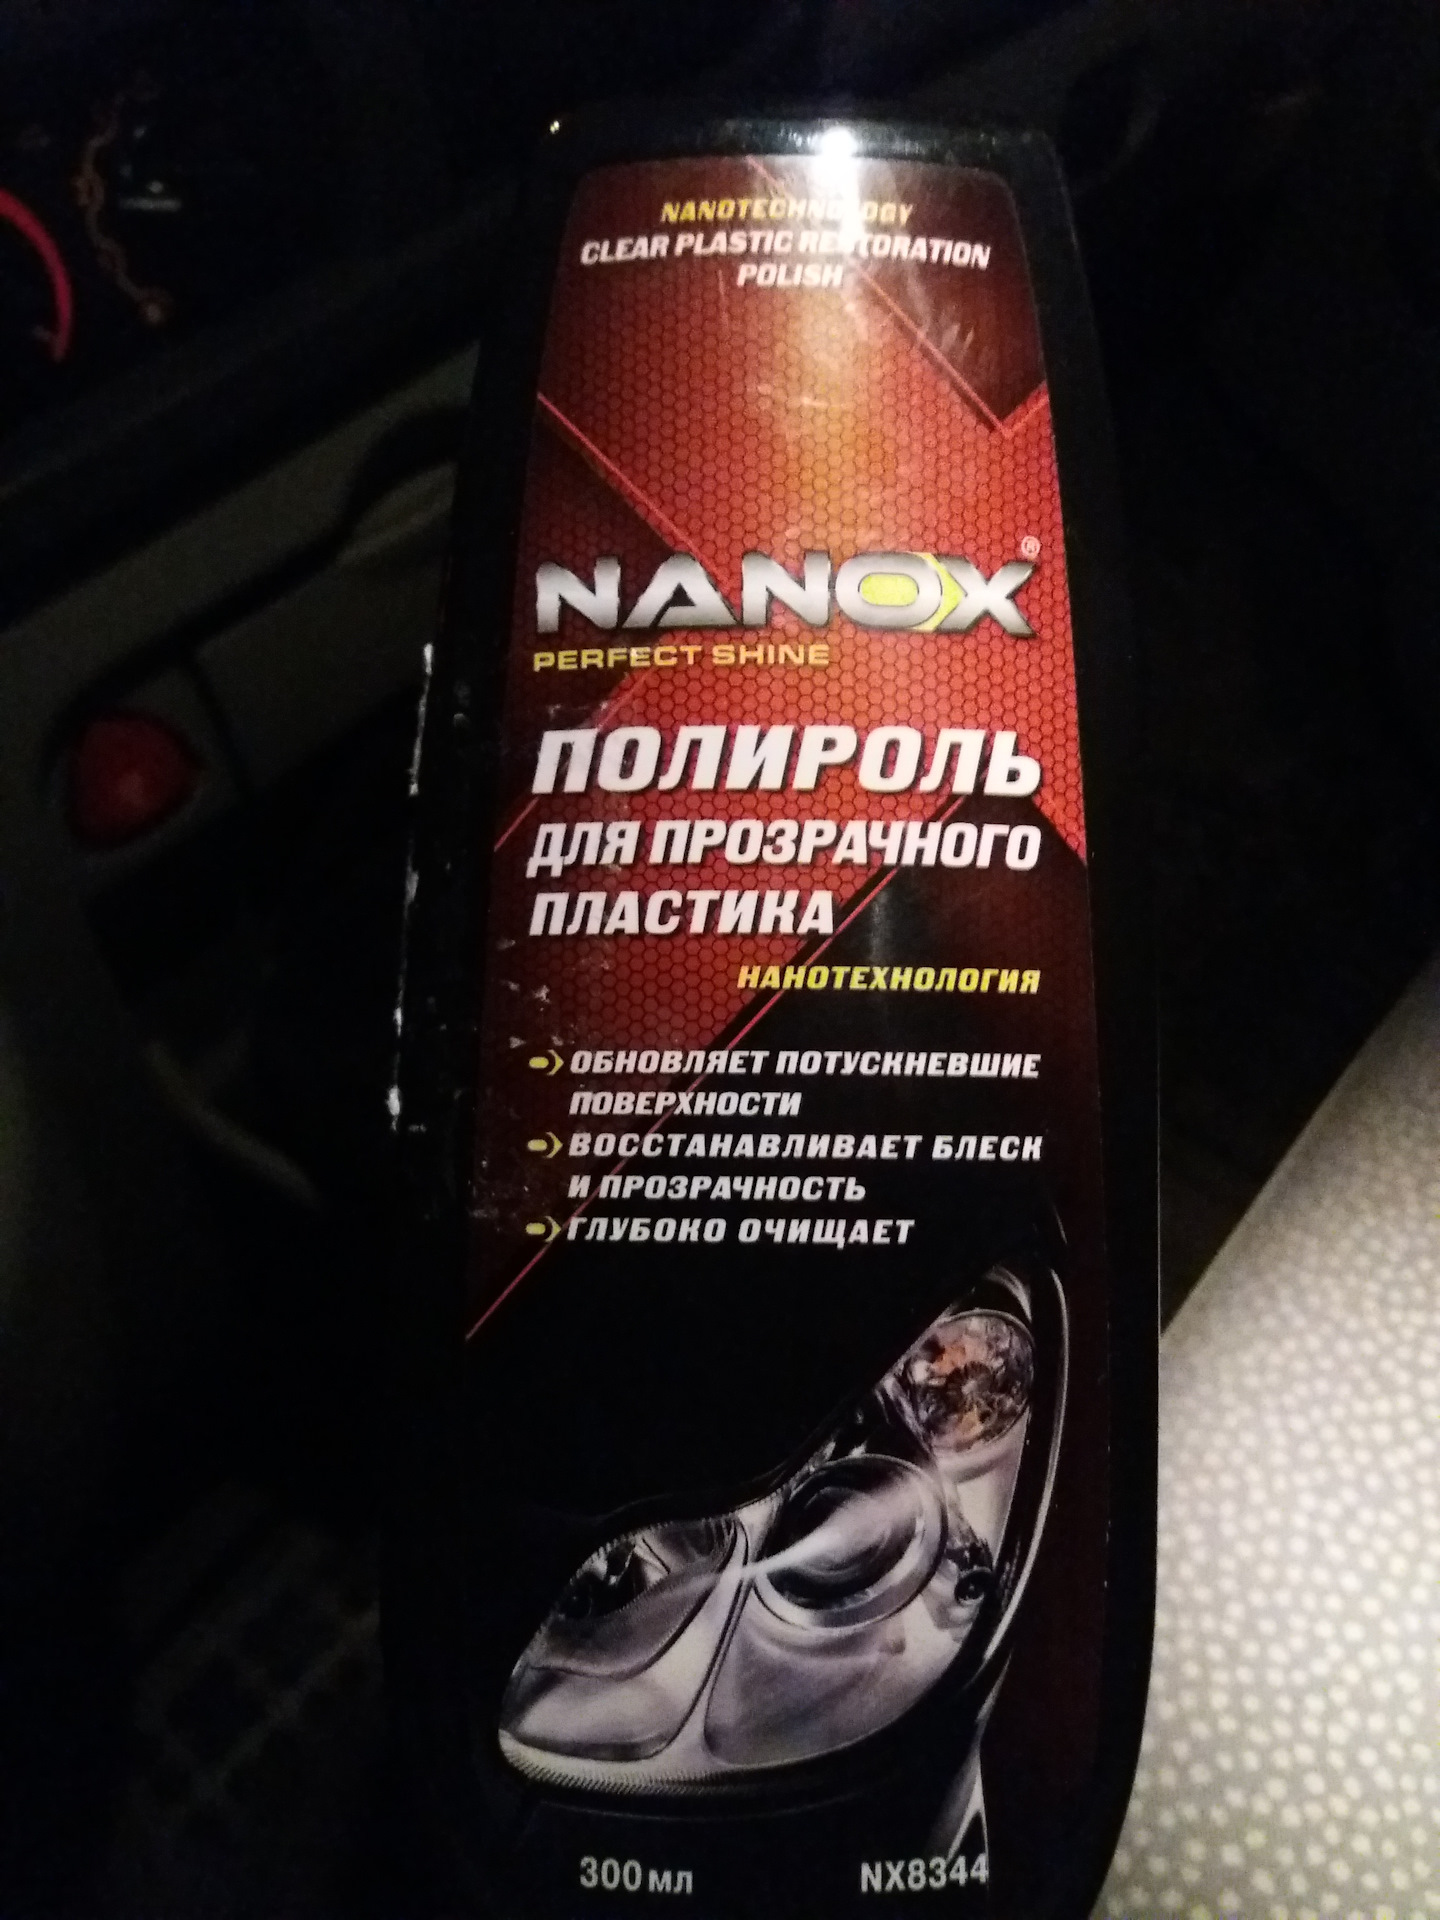 NANOTECHNOLOGY
CLEAR PLASTIC RESTORATION
POLISH
NANOX®
PERFECT SHINE
ПОЛИРОЛЬ
ДЛЯ ПРОЗРАЧНОГО
ПЛАСТИКА
НАНОТЕХНОЛОГИЯ
ОБНОВЛЯЕТ ПОТУСКНЕВШИЕ
ПОВЕРХНОСТИ
ВОССТАНАВЛИВАЕТ БЛЕСК
И ПРОЗРАЧНОСТЬ
ГЛУБОКО ОЧИЩАЕТ
300 мл NX8344